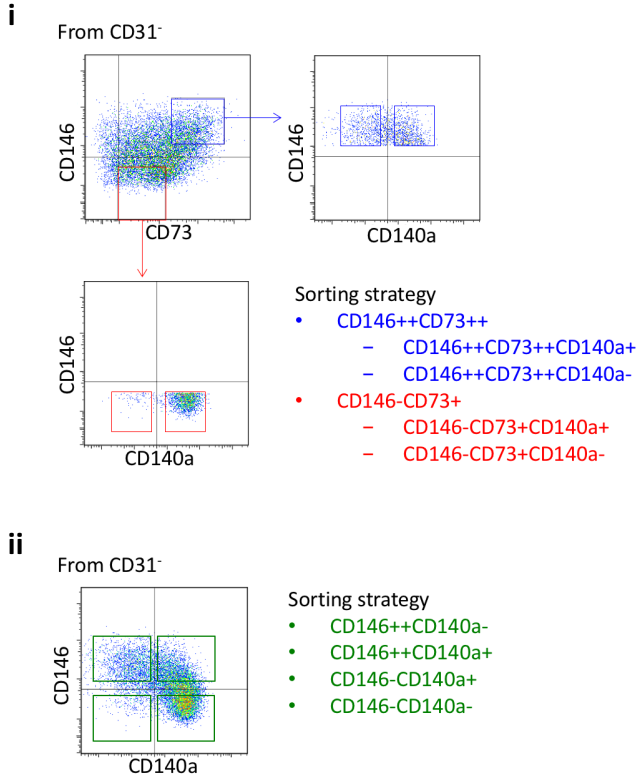 i
From CD31-
CD146
CD73
CD146
CD140a
CD146
CD140a
Sorting strategy
• CD146++CD73++
– CD146++CD73++CD140a+
– CD146++CD73++CD140a-
• CD146-CD73+
– CD146-CD73+CD140a+
– CD146-CD73+CD140a-
ii
From CD31-
CD146
CD140a
Sorting strategy
• CD146++CD140a-
• CD146++CD140a+
• CD146-CD140a+
• CD146-CD140a-